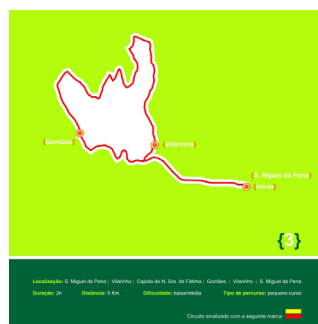 {Gontães}
{Vilarinho}
{S. Miguel da Pena}
{início}
{3}
Localização: S. Miguel da Pena | Vilarinho | Capela de N. Sra. de Fátima | Gontães | Vilarinho | S. Miguel da Pena
Duração: 2h Distância: 5 Km Dificuldade: baixa/média Tipo de percurso: pequeno curso
Circuito sinalizado com a seguinte marca: